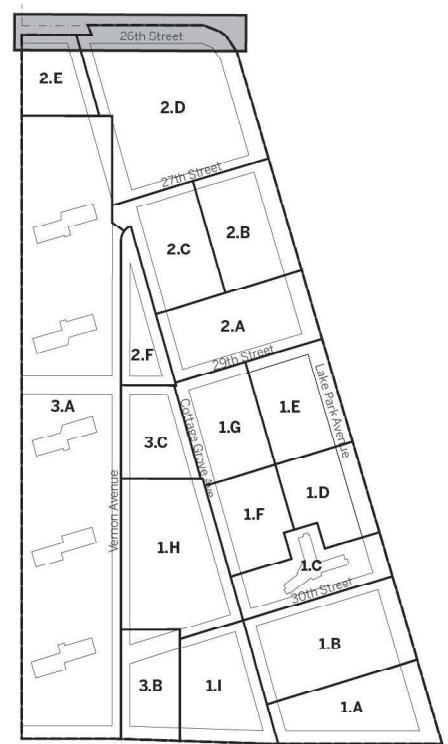 26th Street
2.E
2.D
27th Street
2.C
2.B
2.A
2.F
29th Street
3.A
3.C
Cottage Grove Ave
1.G
1.E
Lake Park Avenue
Vernon Avenue
1.H
1.F
1.D
1.C
30th Street
1.B
3.B
1.I
1.A